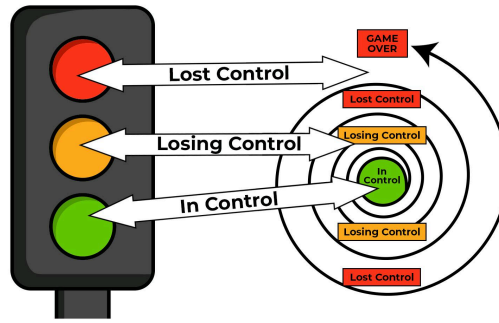 GAME
OVER
Lost Control
Lost Control
Losing Control
Losing Control
In
Control
In Control
Losing Control
Lost Control